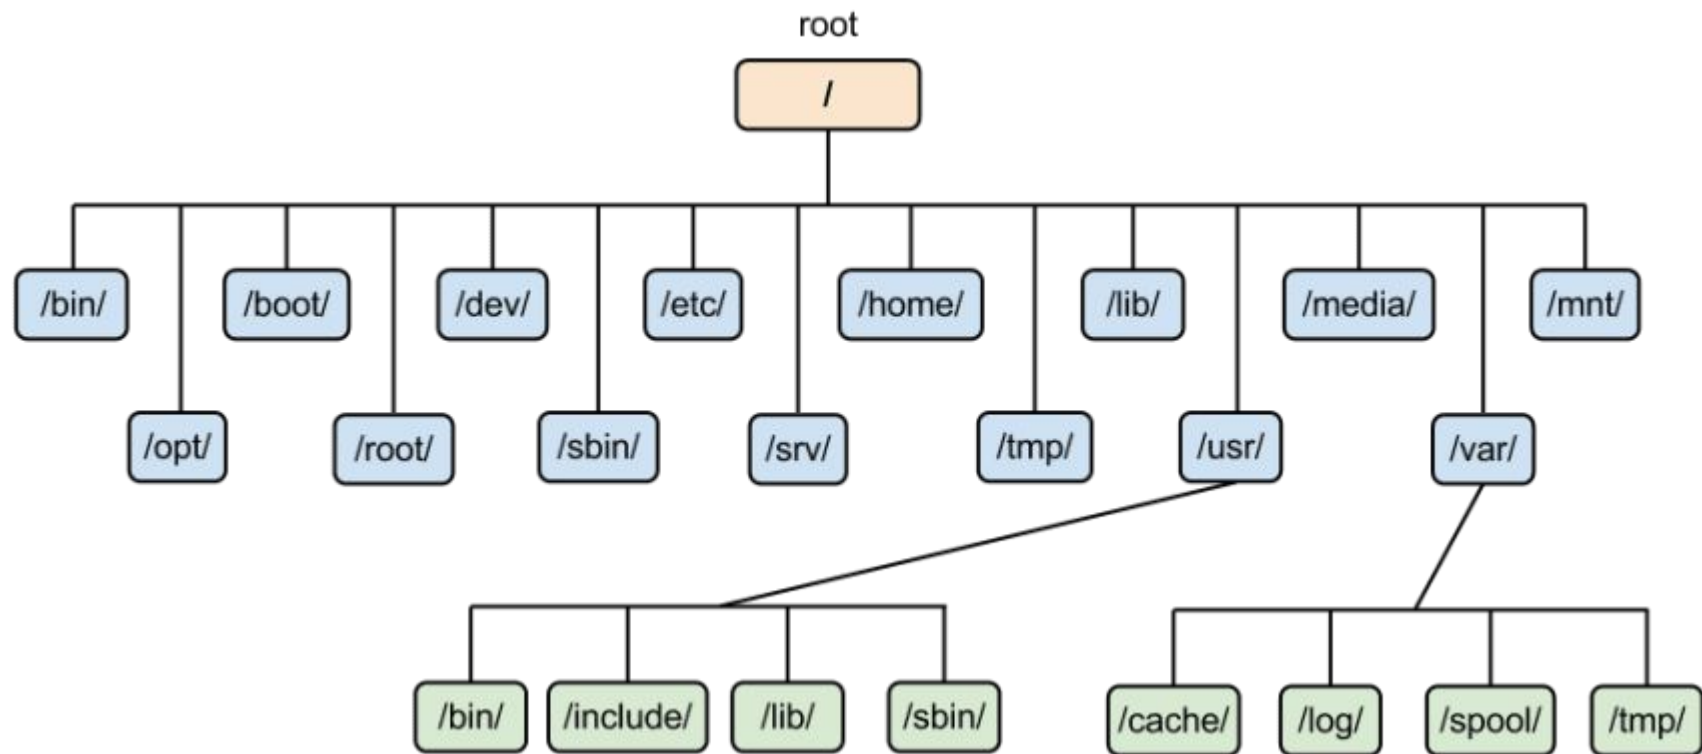 root
/
/bin/ /boot/ /dev/ /etc/ /home/ /lib/ /media/ /mnt/
/opt/ /root/ /sbin/ /srv/ /tmp/ /usr/ /var/
/bin/ /include/ /lib/ /sbin/ /cache/ /log/ /spool/ /tmp/